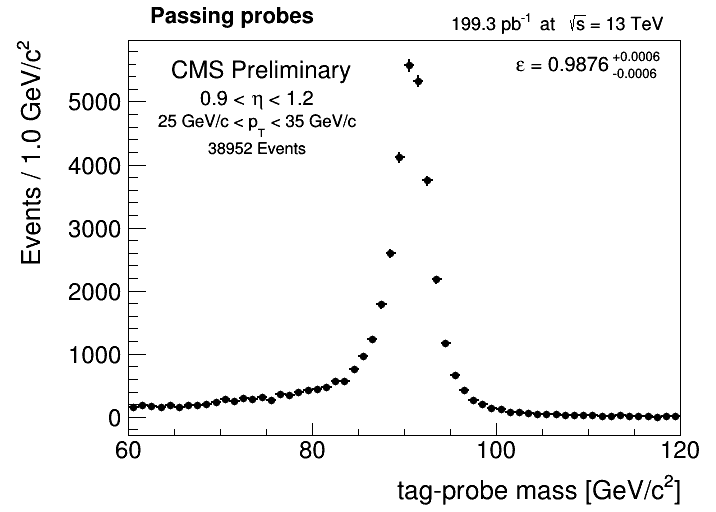 Passing probes
199.3 pb⁻¹ at √s = 13 TeV
CMS Preliminary
ε = 0.9876 +0.0006 -0.0006
0.9 < η < 1.2
25 GeV/c < p_T < 35 GeV/c
38952 Events
Events / 1.0 GeV/c²
5000
4000
3000
2000
1000
0
60 80 100 120
tag-probe mass [GeV/c²]